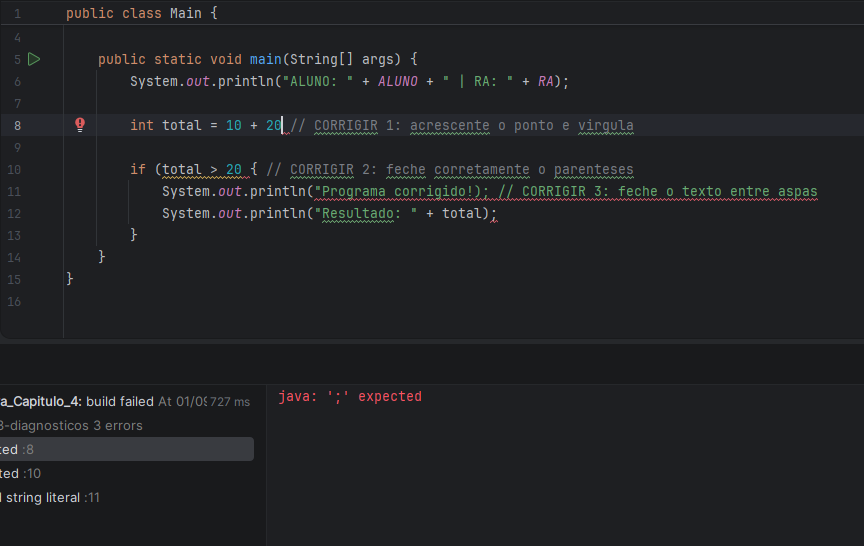 1 public class Main {
4
5 public static void main(String[] args) {
6 System.out.println("ALUNO: " + ALUNO + " | RA: " + RA);
7
8 int total = 10 + 20 // CORRIGIR 1: acrescente o ponto e virgula
9
10 if (total > 20 { // CORRIGIR 2: feche corretamente o parenteses
11 System.out.println("Programa corrigido!); // CORRIGIR 3: feche o texto entre aspas
12 System.out.println("Resultado: " + total);
13 }
14 }
15 }
16
ra_Capitulo_4: build failed At 01/09 727 ms
java: ';' expected
3-diagnosticos 3 errors
ted :8
ted :10
l string literal :11